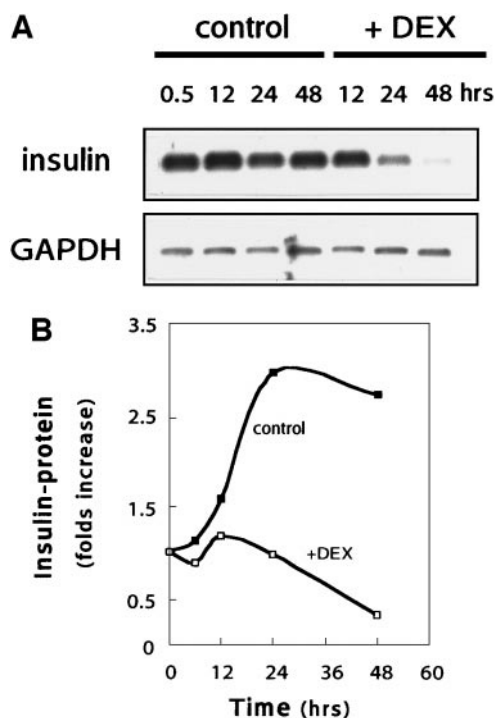 A
control + DEX
0.5 12 24 48 12 24 48 hrs
insulin
GAPDH
B
Insulin-protein
(folds increase)
3.5
2.5
1.5
0.5
0
control
+DEX
0 12 24 36 48 60
Time (hrs)